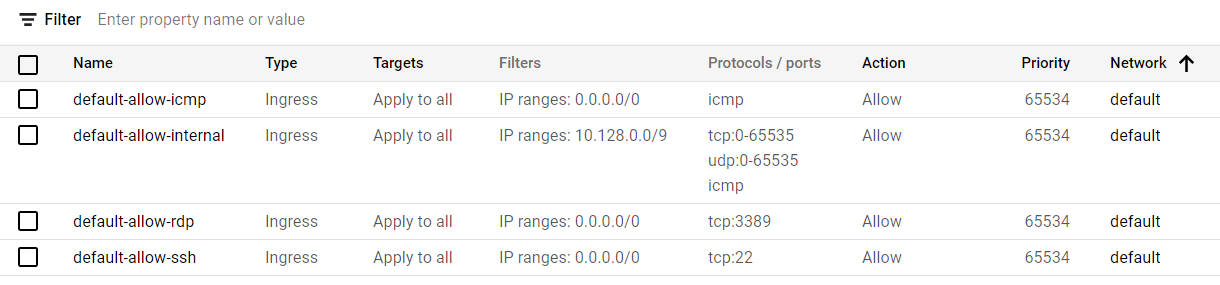 Filter Enter property name or value
Name Type Targets Filters Protocols / ports Action Priority Network
default-allow-icmp Ingress Apply to all IP ranges: 0.0.0.0/0 icmp Allow 65534 default
default-allow-internal Ingress Apply to all IP ranges: 10.128.0.0/9 tcp:0-65535 Allow 65534 default
udp:0-65535
icmp
default-allow-rdp Ingress Apply to all IP ranges: 0.0.0.0/0 tcp:3389 Allow 65534 default
default-allow-ssh Ingress Apply to all IP ranges: 0.0.0.0/0 tcp:22 Allow 65534 default